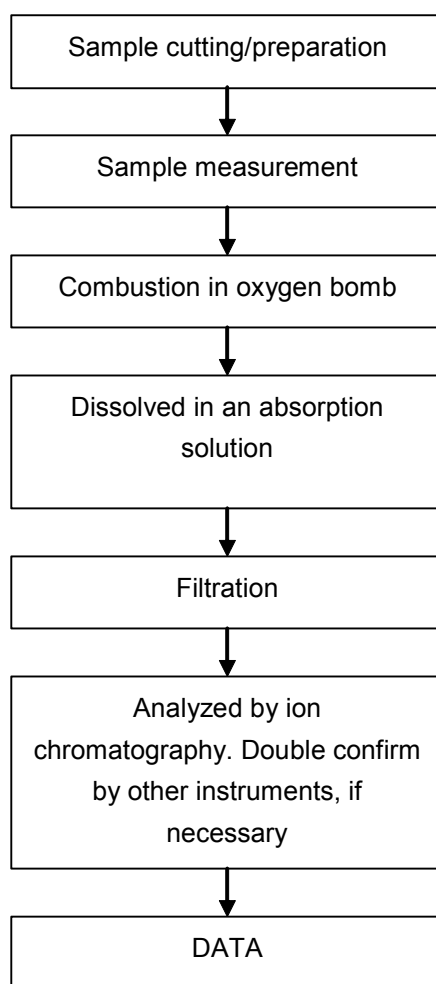 Sample cutting/preparation
Sample measurement
Combustion in oxygen bomb
Dissolved in an absorption
solution
Filtration
Analyzed by ion
chromatography. Double confirm
by other instruments, if
necessary
DATA